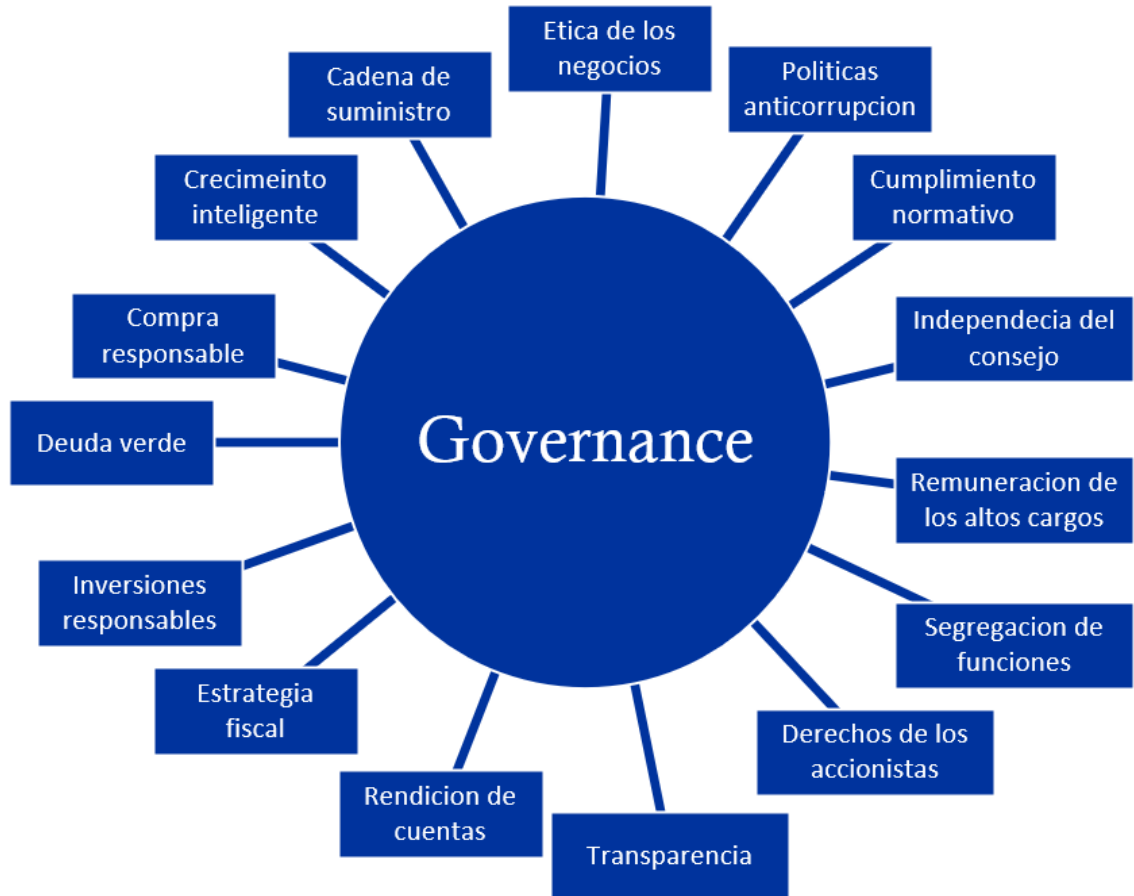 Etica de los
negocios
Politicas
anticorrupcion
Cumplimiento
normativo
Independecia del
consejo
Remuneracion de
los altos cargos
Segregacion de
funciones
Derechos de los
accionistas
Transparencia
Rendicion de
cuentas
Estrategia
fiscal
Inversiones
responsables
Deuda verde
Compra
responsable
Crecimeinto
inteligente
Cadena de
suministro
Governance